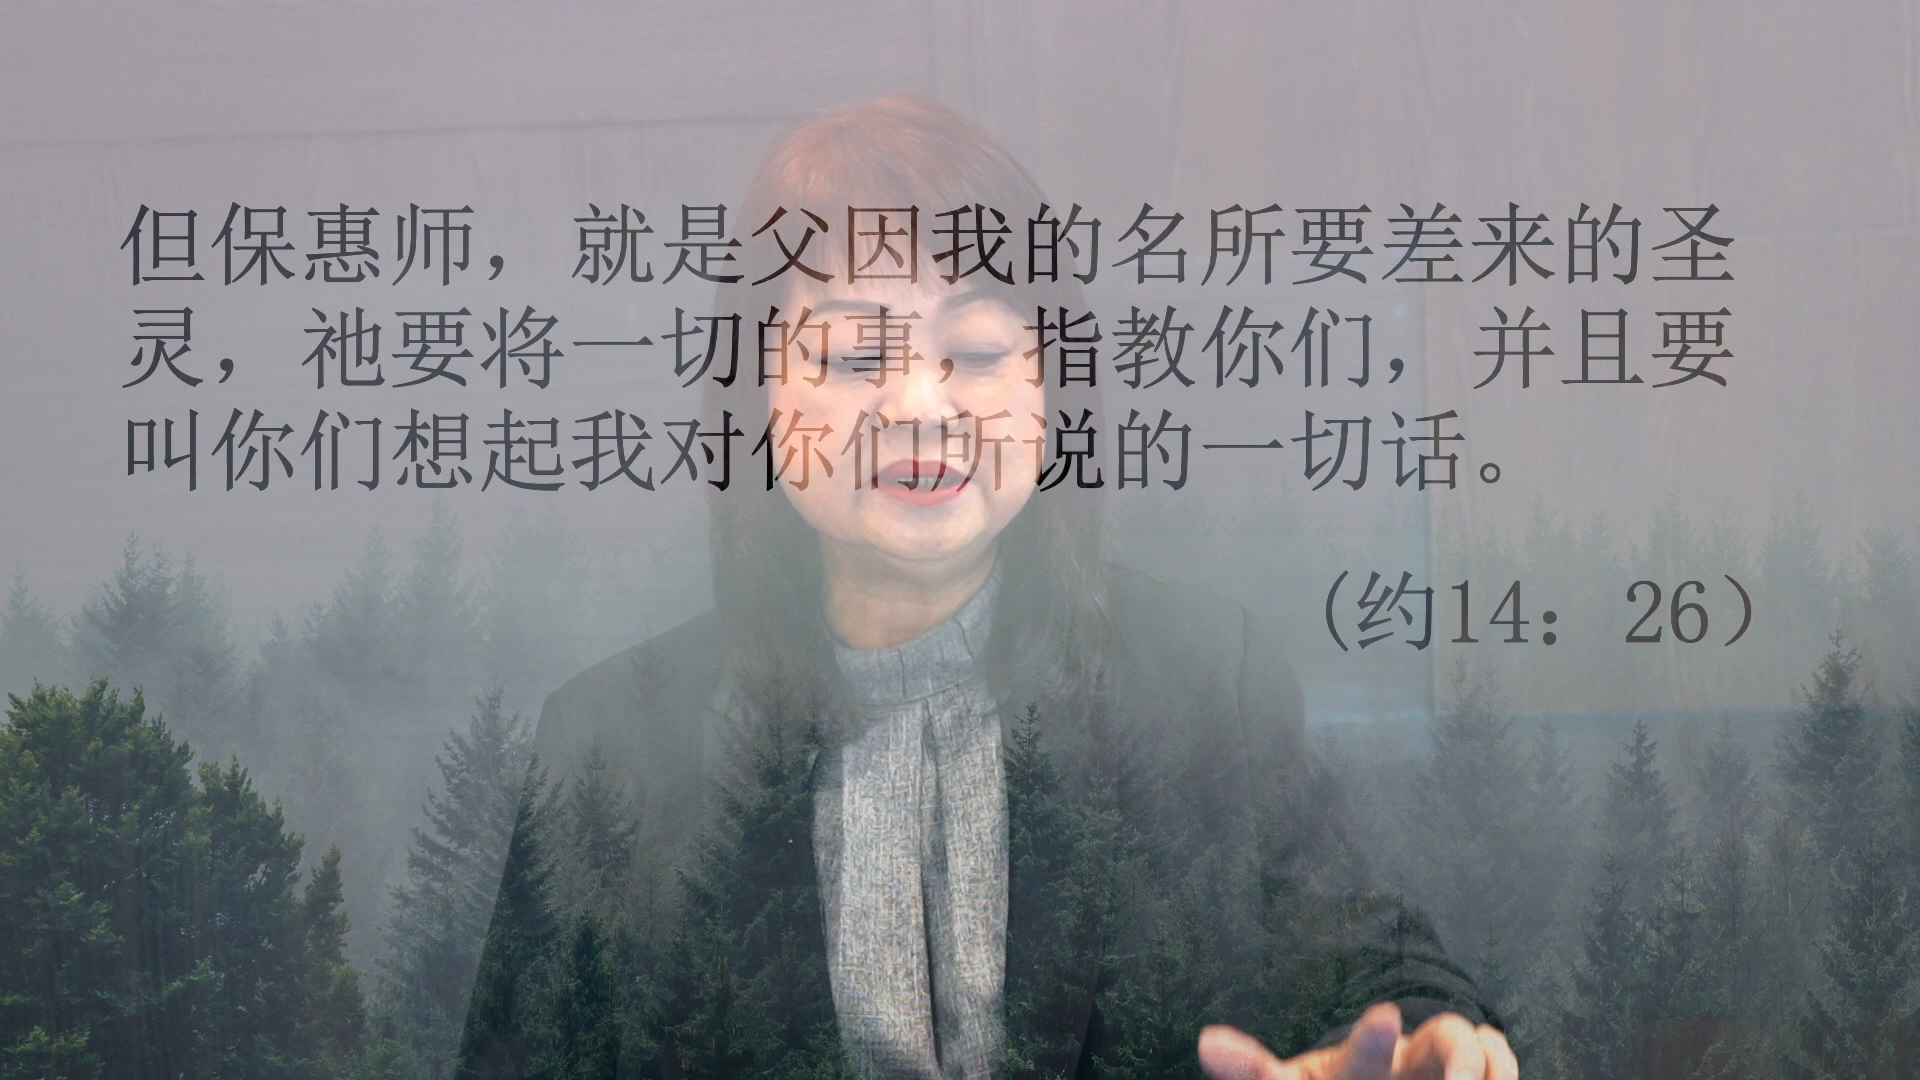 但保惠师，就是父因我的名所要差来的圣
灵，祂要将一切的事，指教你们，并且要
叫你们想起我对你们所说的一切话。
（约14：26）